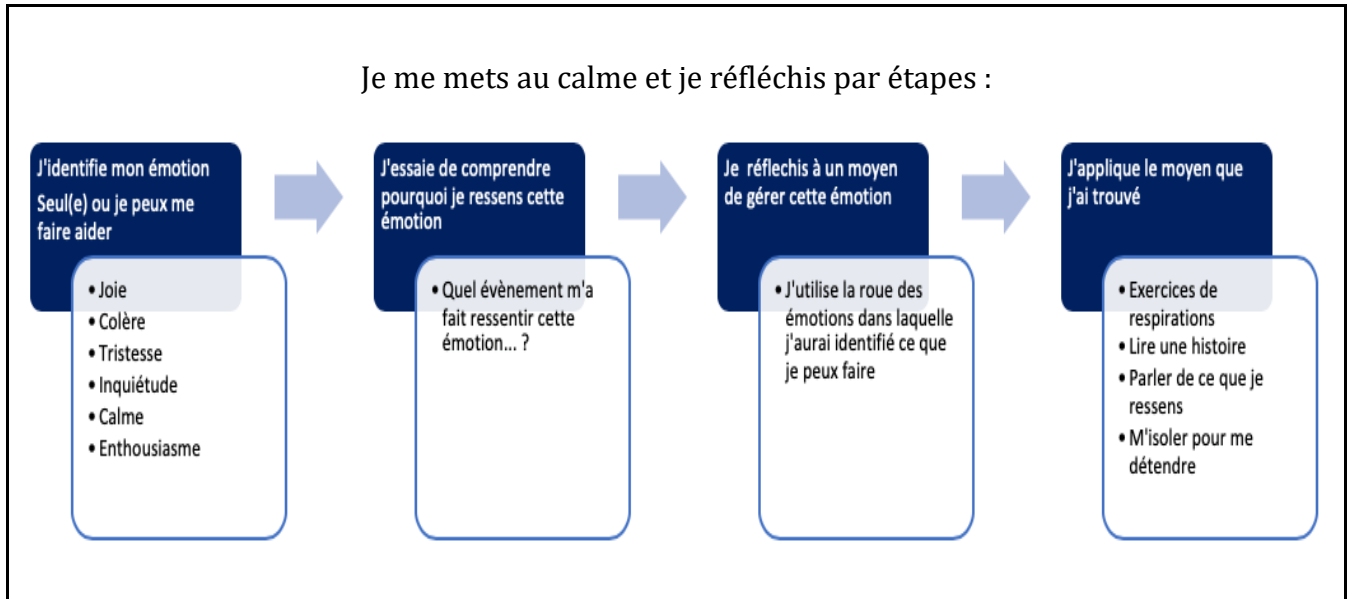 Je me mets au calme et je réfléchis par étapes :
J'identifie mon émotion
Seul(e) ou je peux me
faire aider
• Joie
• Colère
• Tristesse
• Inquiétude
• Calme
• Enthousiasme
J'essaie de comprendre
pourquoi je ressens cette
émotion
• Quel évènement m'a
fait ressentir cette
émotion... ?
Je réflechis à un moyen
de gérer cette émotion
• J'utilise la roue des
émotions dans laquelle
j'aurai identifié ce que
je peux faire
J'applique le moyen que
j'ai trouvé
• Exercices de
respirations
• Lire une histoire
• Parler de ce que je
ressens
• M'isoler pour me
détendre